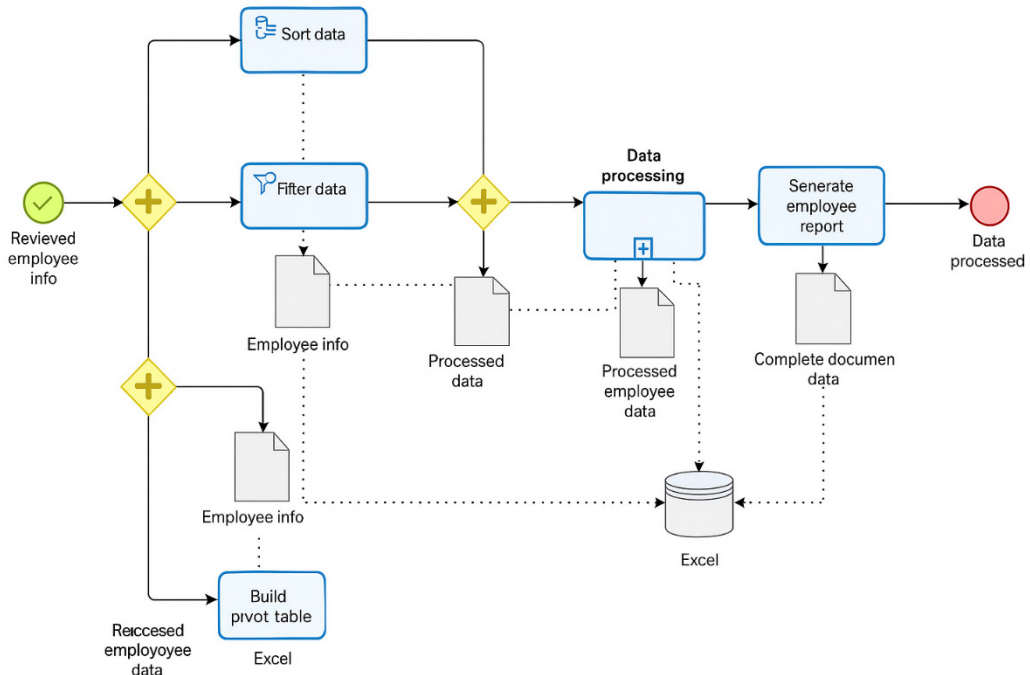 Sort data
Data
processing
Fifter data
Senerate
employee
report
Revieved
employee
info
Data
processed
Employee info
Processed
data
Processed
employee
data
Complete documen
data
Employee info
Excel
Build
pıvot table
Reıccesed
employoyee
data
Excel